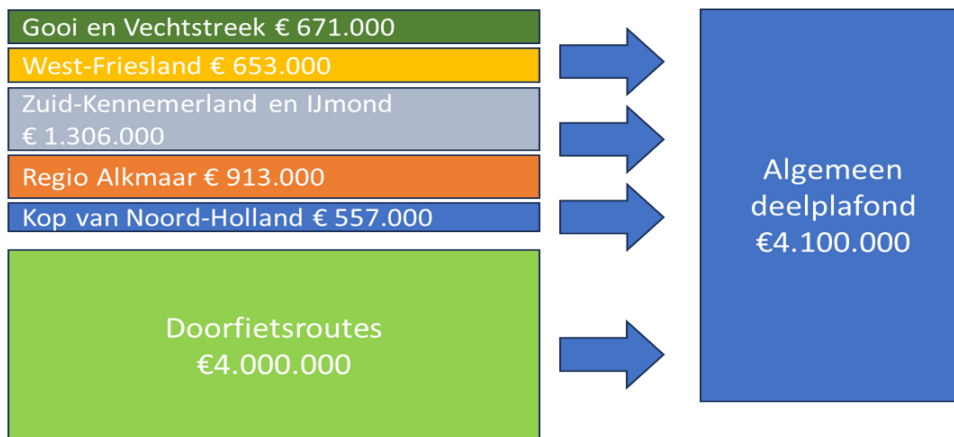 Gooi en Vechtstreek € 671.000
West-Friesland € 653.000
Zuid-Kennemerland en IJmond
€ 1.306.000
Regio Alkmaar € 913.000
Kop van Noord-Holland € 557.000
Doorfietsroutes
€4.000.000
Algemeen
deelplafond
€4.100.000